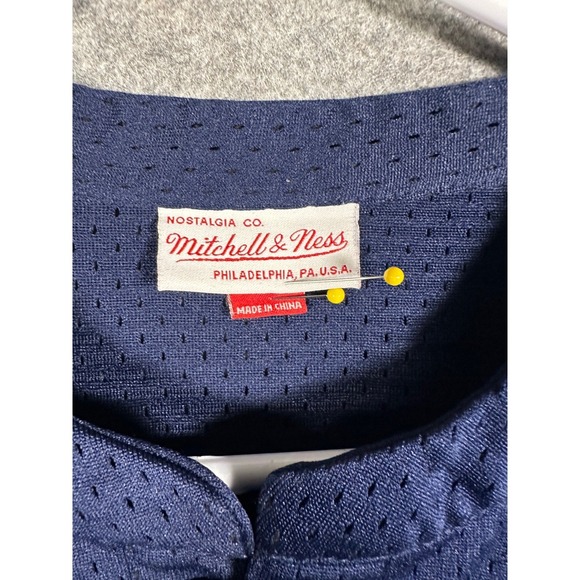 NOSTALGIA CO.
Mitchell & Ness
PHILADELPHIA, PA. U.S.A.
MADE IN CHINA